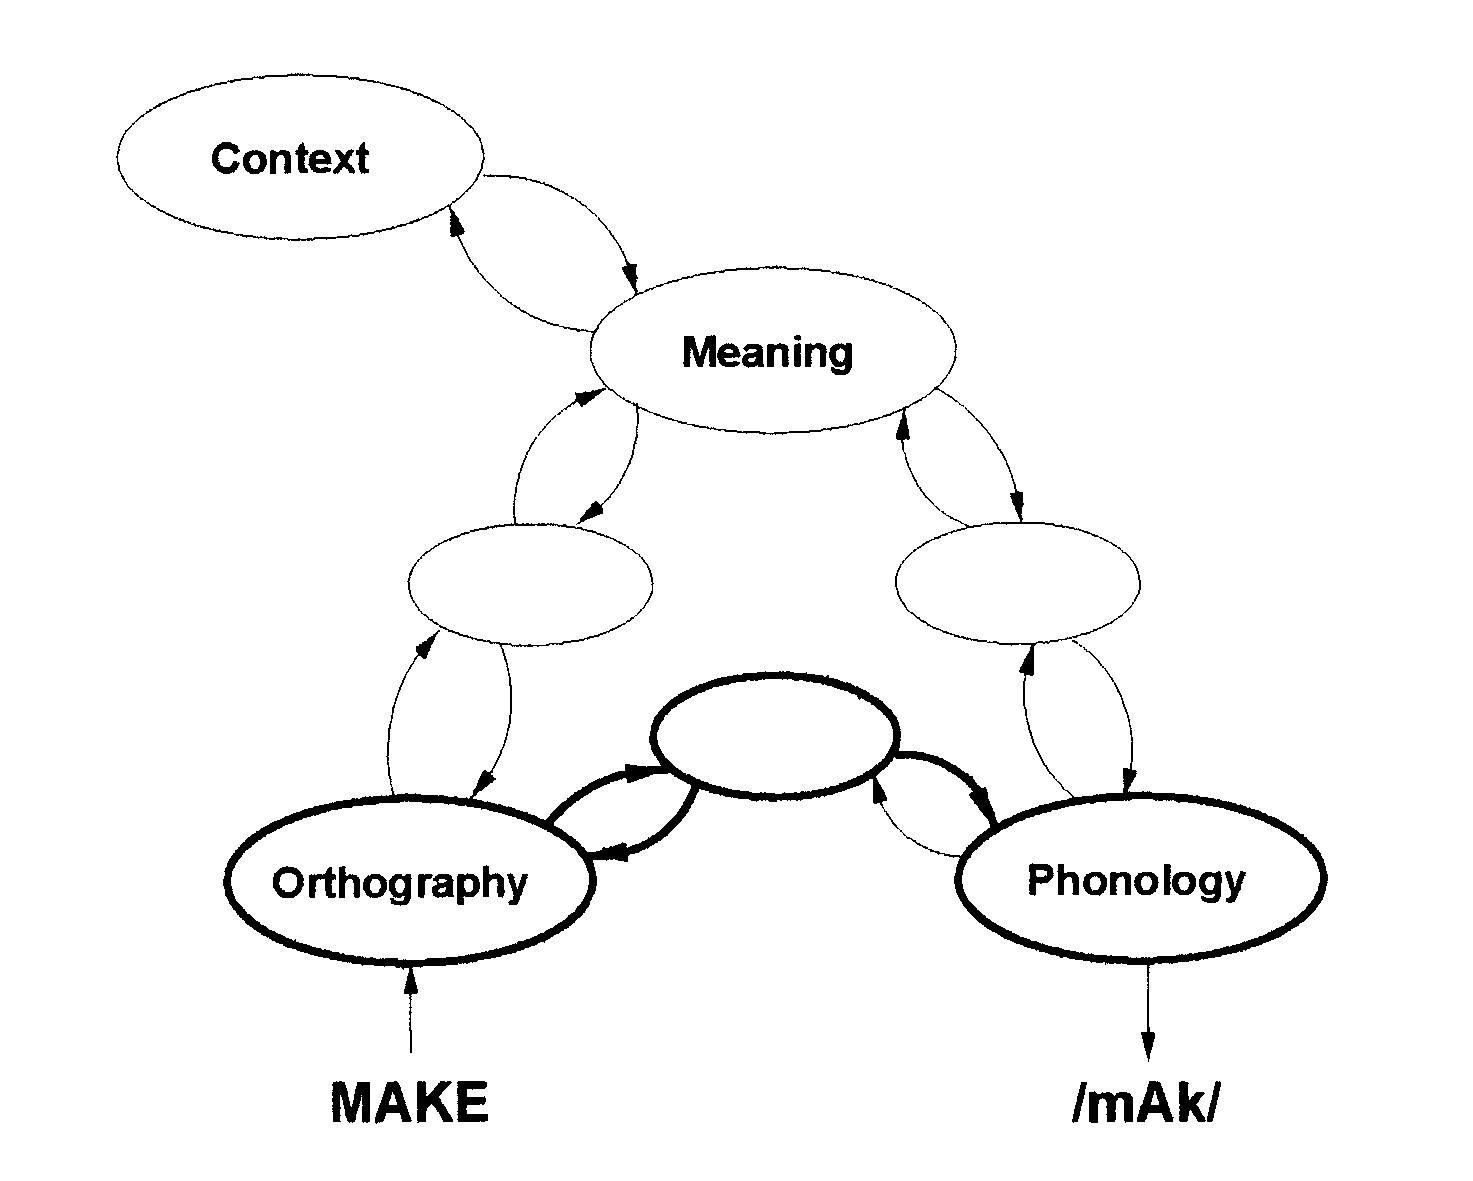 Context
Meaning
Orthography
Phonology
MAKE
/mAk/